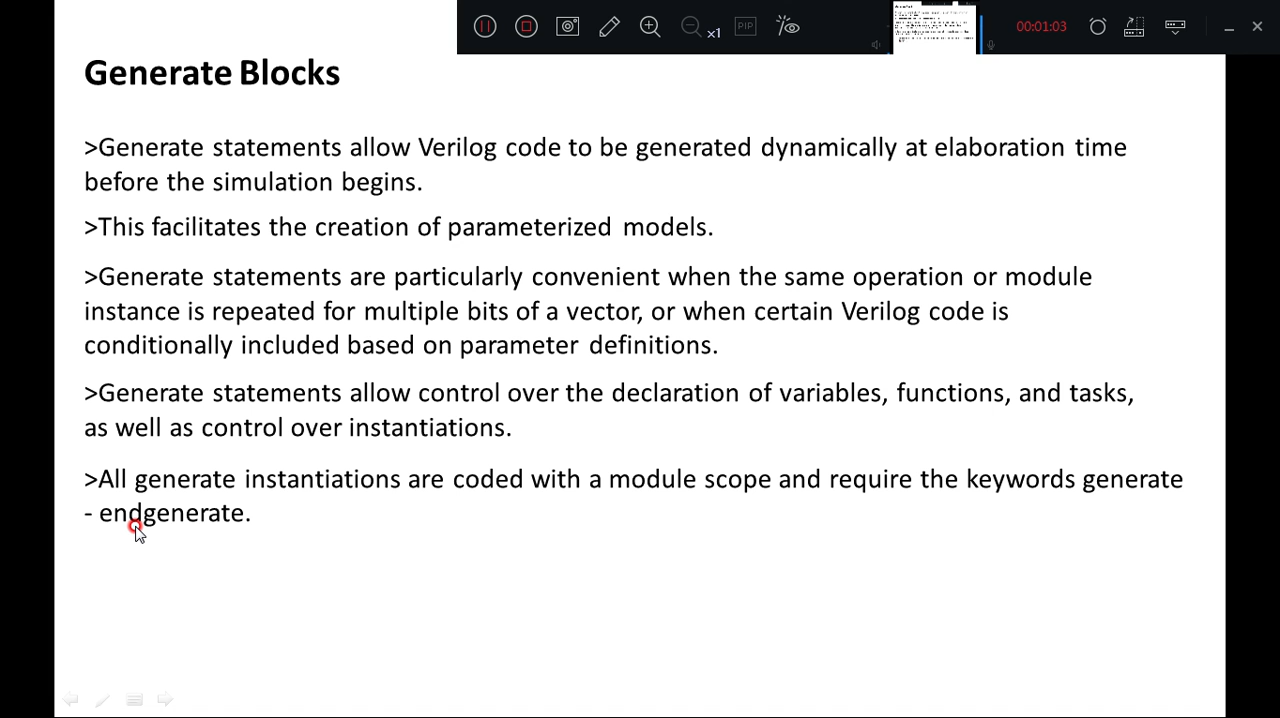 x1
PIP
00:01:03
Generate Blocks
>Generate statements allow Verilog code to be generated dynamically at elaboration time
before the simulation begins.
>This facilitates the creation of parameterized models.
>Generate statements are particularly convenient when the same operation or module
instance is repeated for multiple bits of a vector, or when certain Verilog code is
conditionally included based on parameter definitions.
>Generate statements allow control over the declaration of variables, functions, and tasks,
as well as control over instantiations.
>All generate instantiations are coded with a module scope and require the keywords generate
- endgenerate.